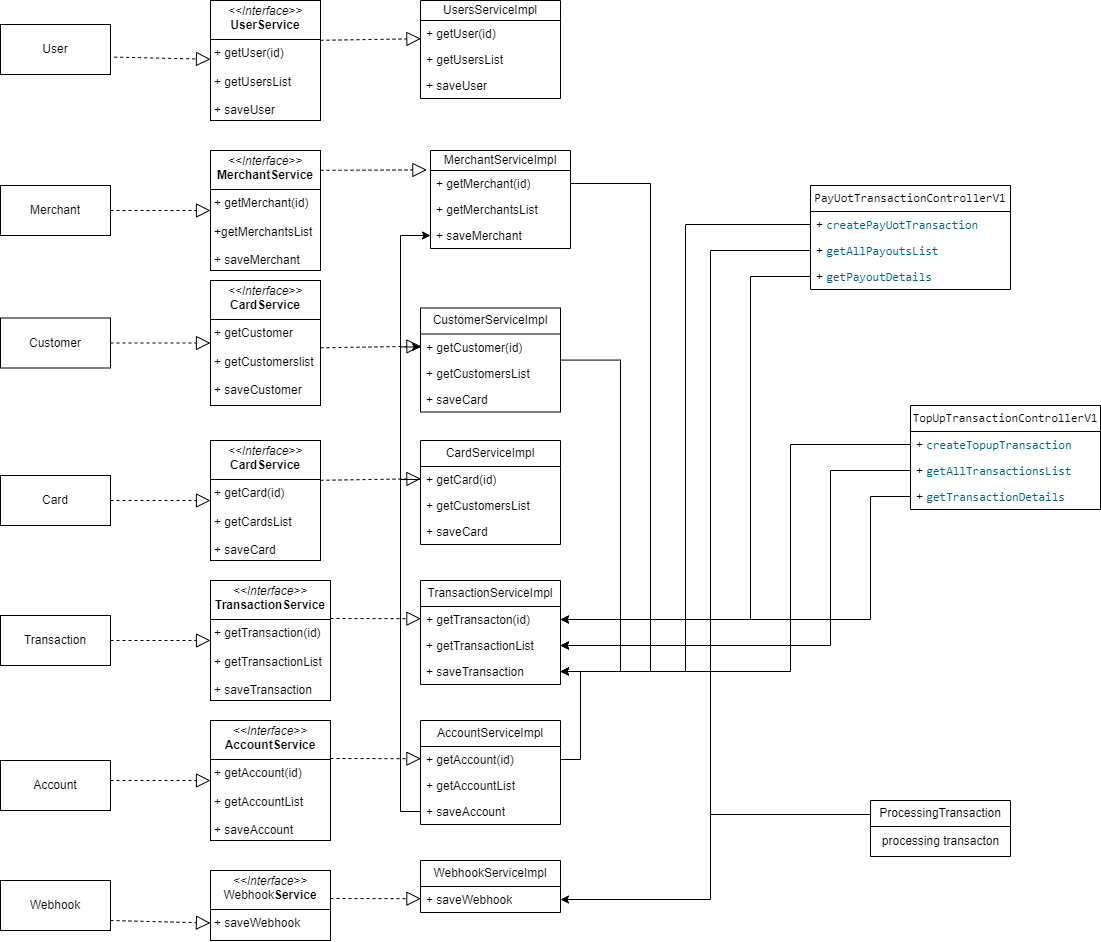 User
<<Interface>>
UserService
+ getUser(id)
+ getUsersList
+ saveUser
UsersServiceImpl
+ getUser(id)
+ getUsersList
+ saveUser
Merchant
<<Interface>>
MerchantService
+ getMerchant(id)
+getMerchantsList
+ saveMerchant
MerchantServiceImpl
+ getMerchant(id)
+ getMerchantsList
+ saveMerchant
PayUotTransactionControllerV1
+ createPayUotTransaction
+ getAllPayoutsList
+ getPayoutDetails
Customer
<<Interface>>
CardService
+ getCustomer
+ getCustomerslist
+ saveCustomer
CustomerServiceImpl
+ getCustomer(id)
+ getCustomersList
+ saveCard
TopUpTransactionControllerV1
+ createTopupTransaction
+ getAllTransactionsList
+ getTransactionDetails
Card
<<Interface>>
CardService
+ getCard(id)
+ getCardsList
+ saveCard
CardServiceImpl
+ getCard(id)
+ getCustomersList
+ saveCard
Transaction
<<Interface>>
TransactionService
+ getTransaction(id)
+ getTransactionList
+ saveTransaction
TransactionServiceImpl
+ getTransacton(id)
+ getTransactionList
+ saveTransaction
Account
<<Interface>>
AccountService
+ getAccount(id)
+ getAccountList
+ saveAccount
AccountServiceImpl
+ getAccount(id)
+ getAccountList
+ saveAccount
ProcessingTransaction
processing transacton
Webhook
<<Interface>>
WebhookService
+ saveWebhook
WebhookServiceImpl
+ saveWebhook